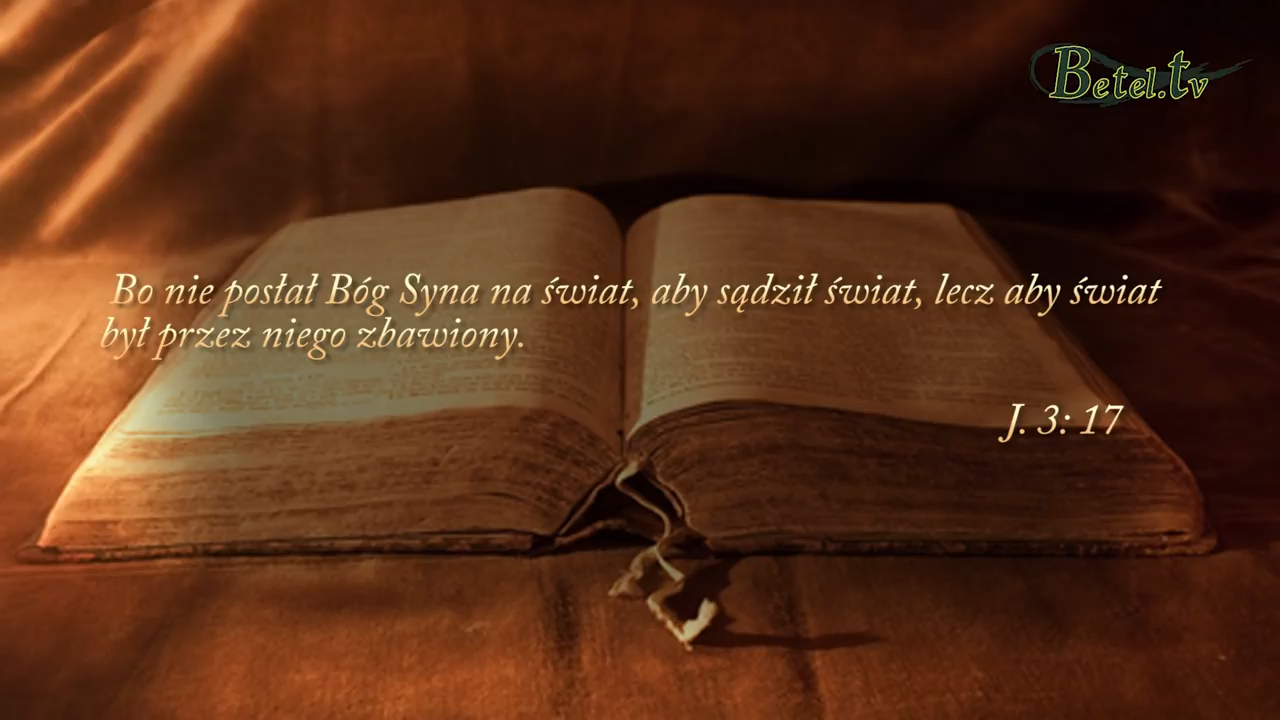 Betel.tv
Bo nie posłał Bóg Syna na świat, aby sądził świat, lecz aby świat
był przez niego zbawiony.
J. 3: 17